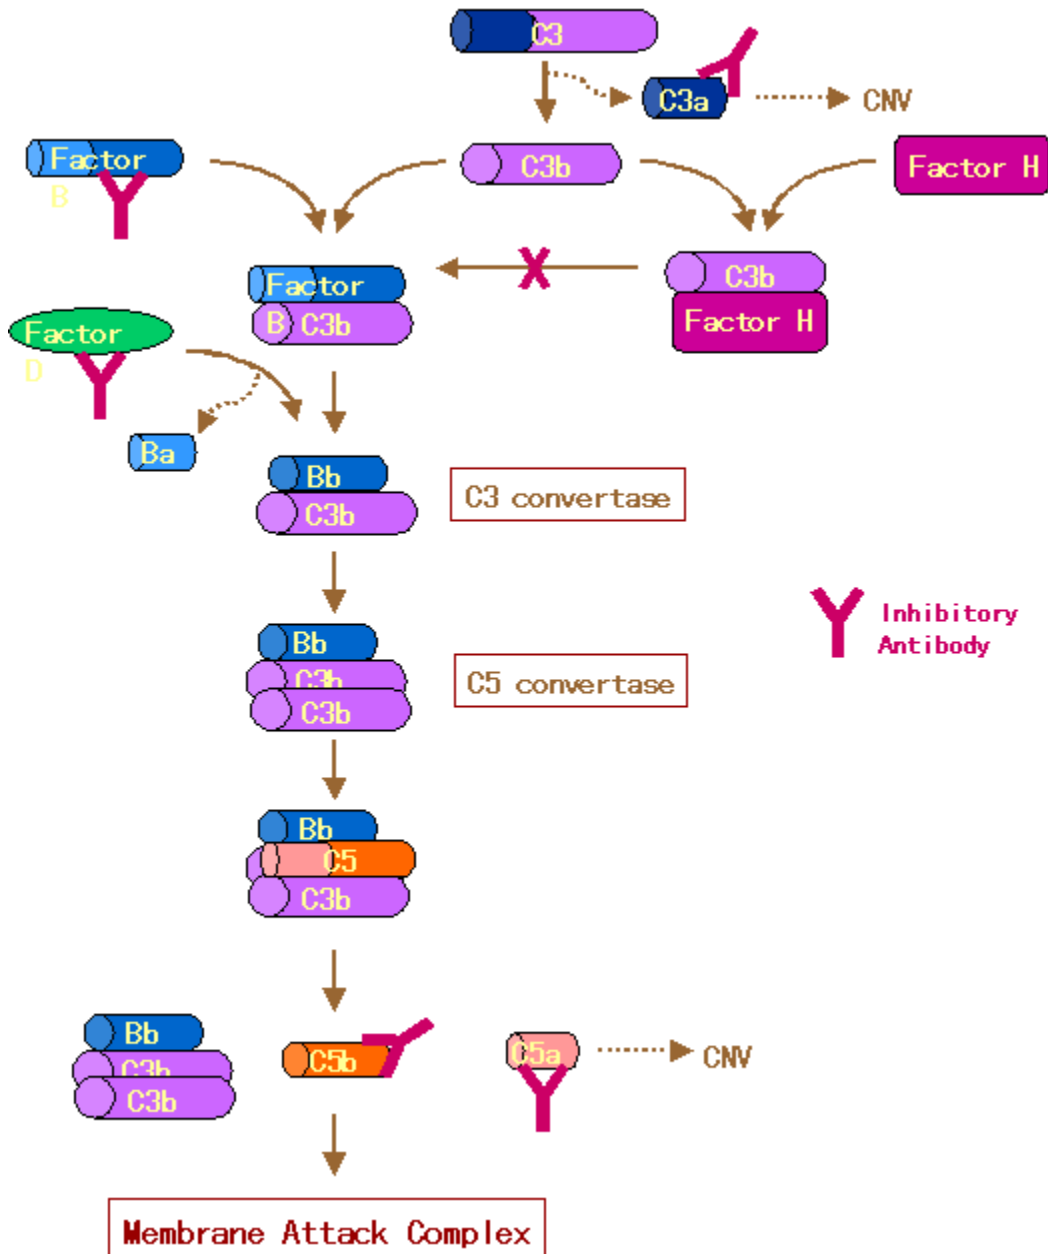 C3
C3a
CNV
Factor
B
C3b
Factor H
Factor
B
C3b
C3b
Factor H
Factor
D
Ba
Bb
C3b
C3 convertase
Bb
C3b
C3b
C5 convertase
Inhibitory
Antibody
Bb
C5
C3b
Bb
C3b
C3b
C5b
C5a
CNV
Membrane Attack Complex